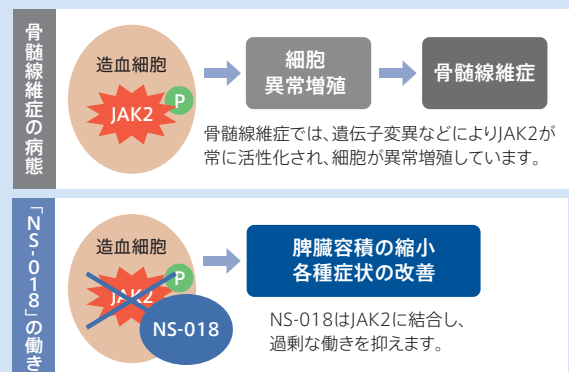 骨髄線維症の病態
造血細胞
P
JAK2
細胞
異常増殖
骨髄線維症
骨髄線維症では、遺伝子変異などによりJAK2が
常に活性化され、細胞が異常増殖しています。
「NS-018」の働き
造血細胞
P
JAK2
NS-018
脾臓容積の縮小
各種症状の改善
NS-018はJAK2に結合し、
過剰な働きを抑えます。